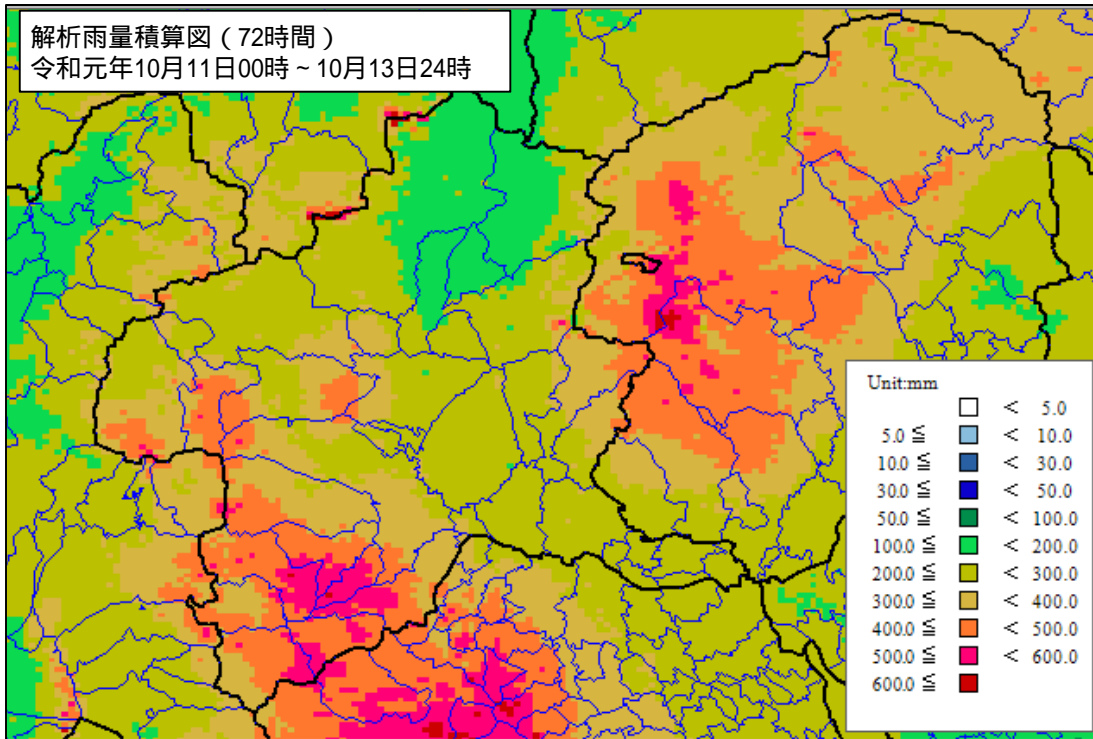 解析雨量積算図（72時間）
令和元年10月11日00時～10月13日24時
Unit:mm
< 5.0
5.0 ≦ < 10.0
10.0 ≦ < 30.0
30.0 ≦ < 50.0
50.0 ≦ < 100.0
100.0 ≦ < 200.0
200.0 ≦ < 300.0
300.0 ≦ < 400.0
400.0 ≦ < 500.0
500.0 ≦ < 600.0
600.0 ≦